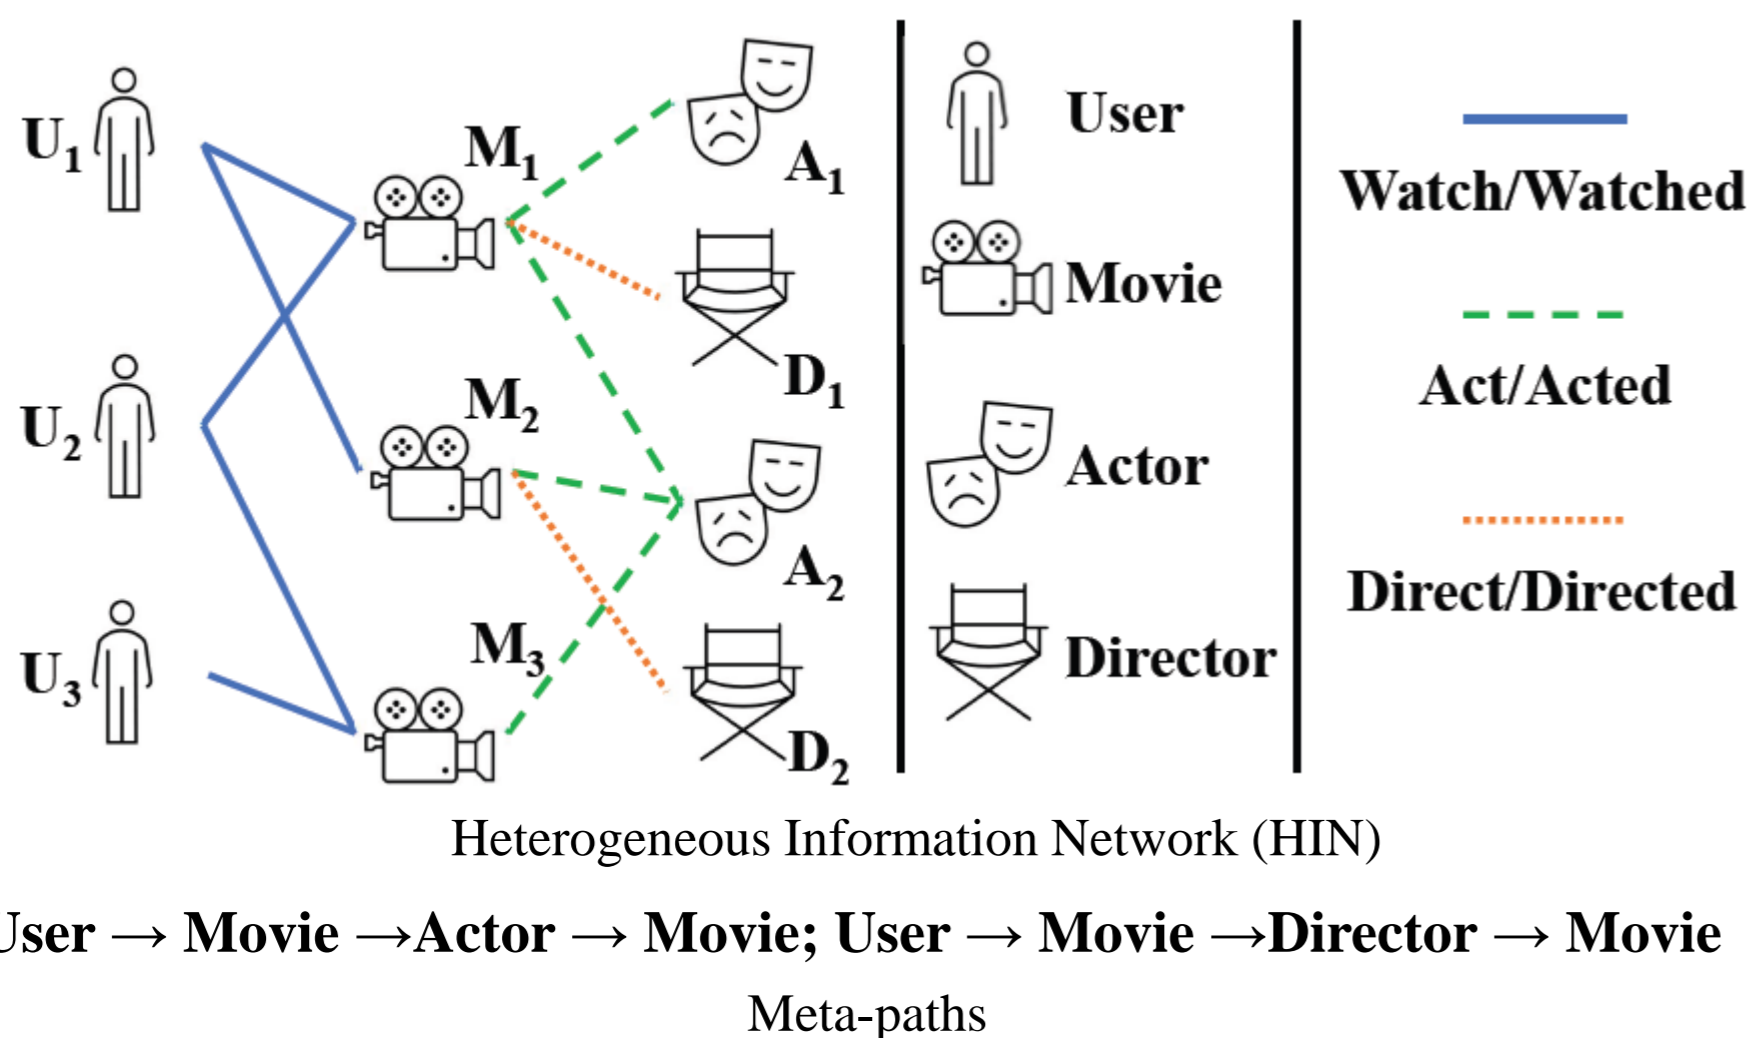 U1
M1
A1
D1
U2
M2
A2
U3
M3
D2
User
Movie
Actor
Director
Watch/Watched
Act/Acted
Direct/Directed
Heterogeneous Information Network (HIN)
User → Movie →Actor → Movie; User → Movie →Director → Movie
Meta-paths